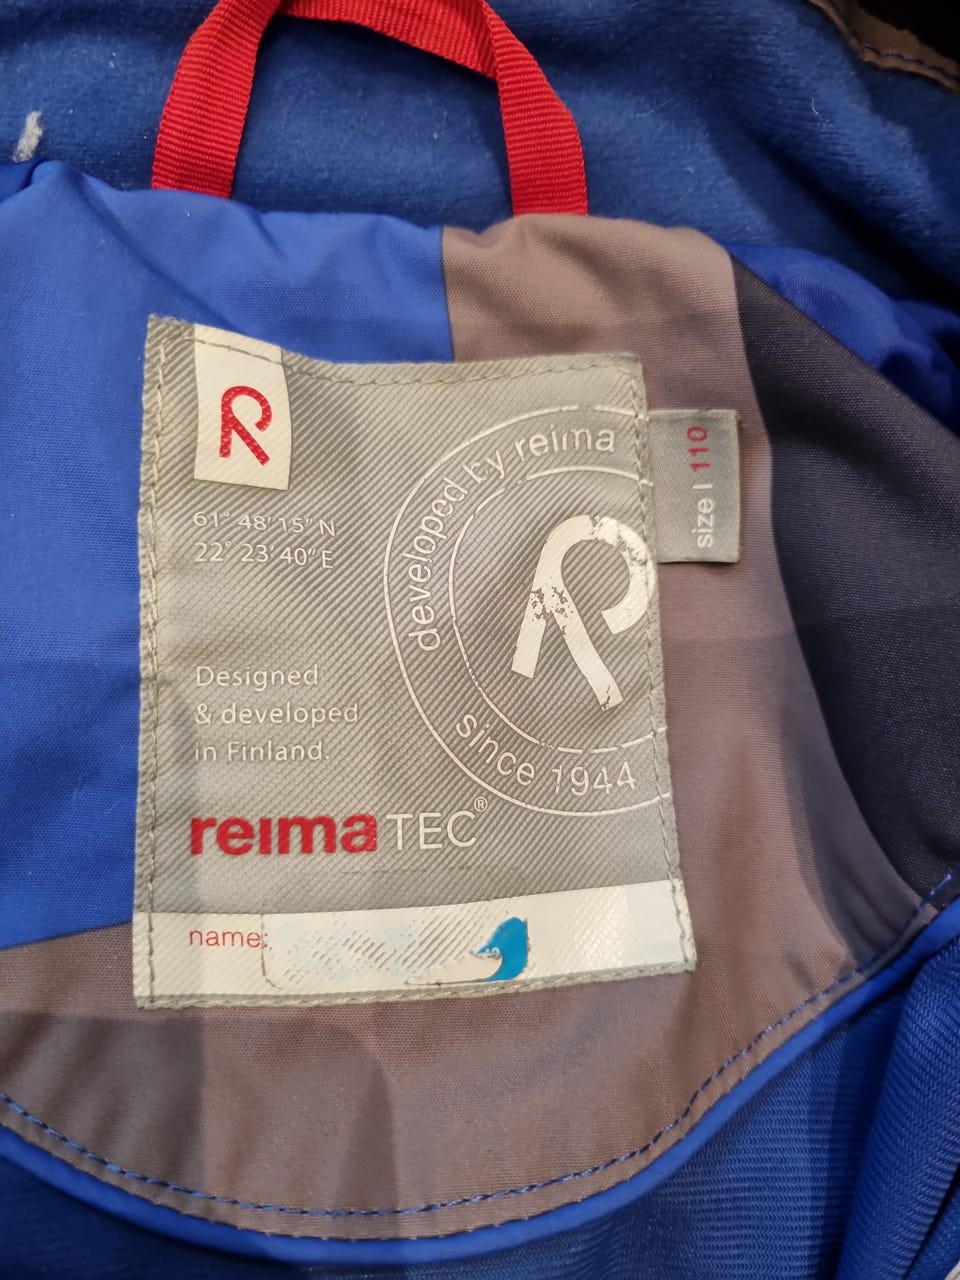 R
61° 48' 15" N
22° 23' 40" E
developed by reima
R
since 1944
size | 110
Designed
& developed
in Finland.
reimaTEC®
name: